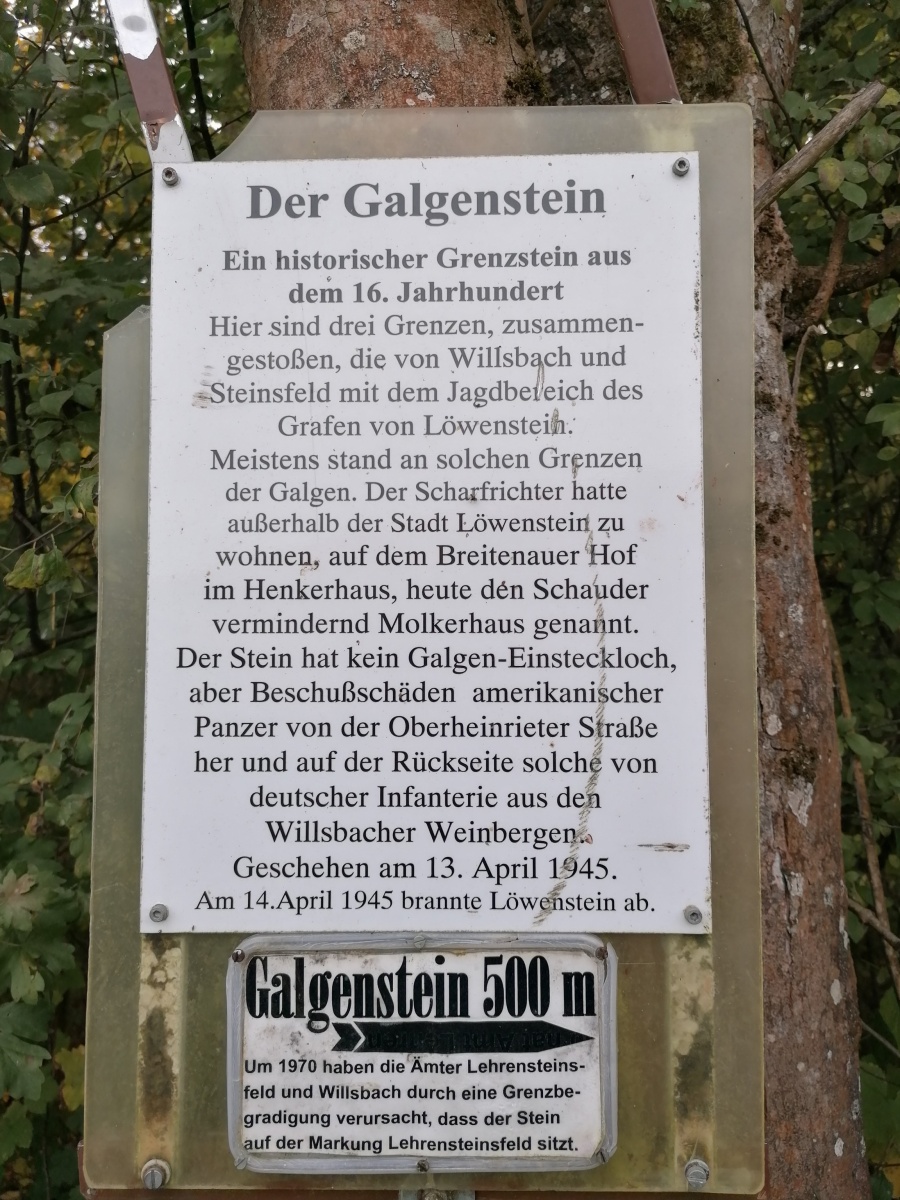 Der Galgenstein
Ein historischer Grenzstein aus
dem 16. Jahrhundert
Hier sind drei Grenzen, zusammen-
gestoßen, die von Willsbach und
Steinsfeld mit dem Jagdbereich des
Grafen von Löwenstein.
Meistens stand an solchen Grenzen
der Galgen. Der Scharfrichter hatte
außerhalb der Stadt Löwenstein zu
wohnen, auf dem Breitenauer Hof
im Henkerhaus, heute den Schauder
vermindernd Molkerhaus genannt.
Der Stein hat kein Galgen-Einsteckloch,
aber Beschußschäden amerikanischer
Panzer von der Oberheinrieter Straße
her und auf der Rückseite solche von
deutscher Infanterie aus den
Willsbacher Weinbergen.
Geschehen am 13. April 1945.
Am 14.April 1945 brannte Löwenstein ab.
Galgenstein 500 m
Um 1970 haben die Ämter Lehrensteins-
feld und Willsbach durch eine Grenzbe-
gradigung verursacht, dass der Stein
auf der Markung Lehrensteinsfeld sitzt.